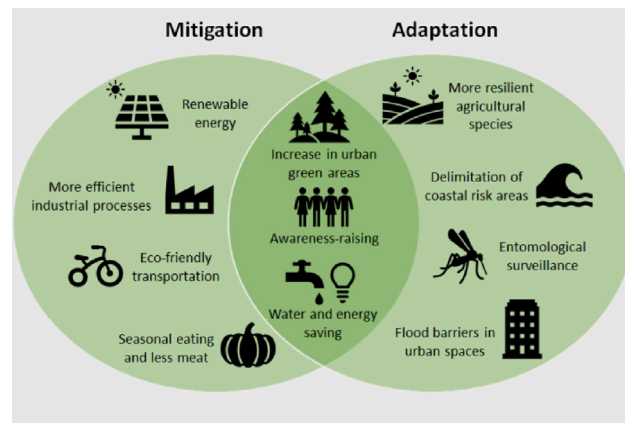 Mitigation
Adaptation
Renewable
energy
More efficient
industrial processes
Eco-friendly
transportation
Seasonal eating
and less meat
Increase in urban
green areas
Awareness-raising
Water and energy
saving
More resilient
agricultural
species
Delimitation of
coastal risk areas
Entomological
surveillance
Flood barriers in
urban spaces